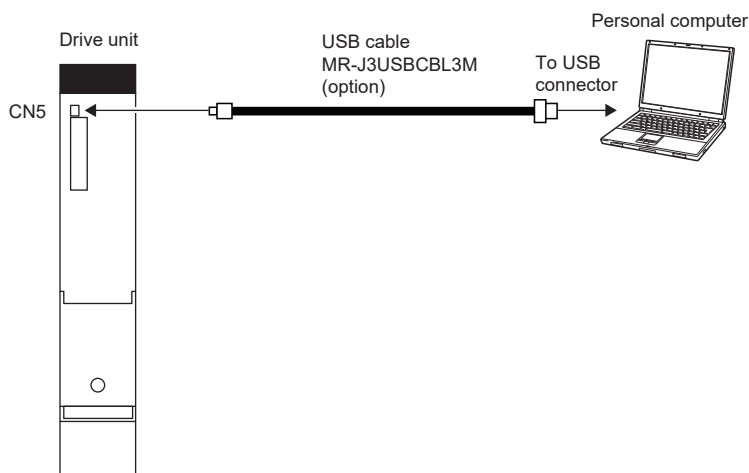 Personal computer
Drive unit
USB cable
MR-J3USBCBL3M
(option)
To USB
connector
CN5